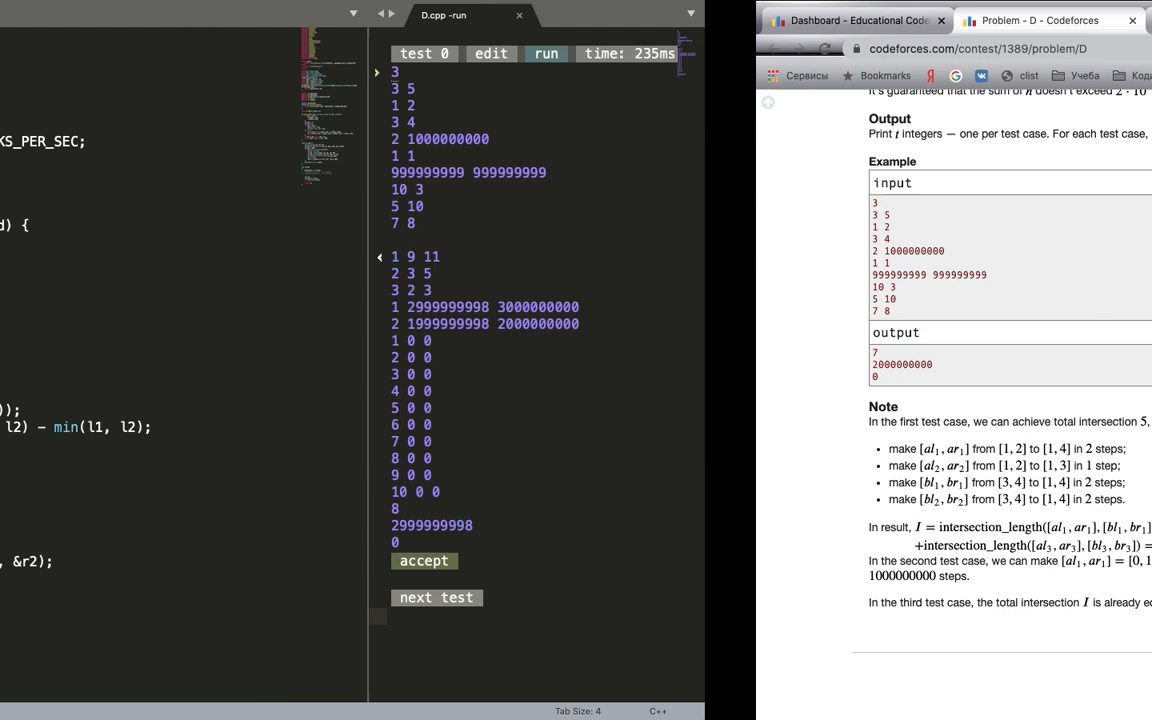 D.cpp -run
KS_PER_SEC;
d) {
));
l2) - min(l1, l2);
, &r2);
test 0 edit run time: 235ms
3
3 5
1 2
3 4
2 1000000000
1 1
999999999 999999999
10 3
5 10
7 8
1 9 11
2 3 5
3 2 3
1 2999999998 3000000000
2 1999999998 2000000000
1 0 0
2 0 0
3 0 0
4 0 0
5 0 0
6 0 0
7 0 0
8 0 0
9 0 0
10 0 0
8
2999999998
0
accept
next test
Tab Size: 4 C++
Dashboard - Educational Code
Problem - D - Codeforces
codeforces.com/contest/1389/problem/D
Сервисы Bookmarks Я G clist Учеба Код
It's guaranteed that the sum of n doesn't exceed 2 · 10
Output
Print t integers — one per test case. For each test case,
Example
input
3
3 5
1 2
3 4
2 1000000000
1 1
999999999 999999999
10 3
5 10
7 8
output
7
2000000000
0
Note
In the first test case, we can achieve total intersection 5,
• make [al₁, ar₁] from [1, 2] to [1, 4] in 2 steps;
• make [al₂, ar₂] from [1, 2] to [1, 3] in 1 step;
• make [bl₁, br₁] from [3, 4] to [1, 4] in 2 steps;
• make [bl₂, br₂] from [3, 4] to [1, 4] in 2 steps.
In result, I = intersection_length([al₁, ar₁], [bl₁, br₁]
+intersection_length([al₃, ar₃], [bl₃, br₃]) =
In the second test case, we can make [al₁, ar₁] = [0, 1
1000000000 steps.
In the third test case, the total intersection I is already e